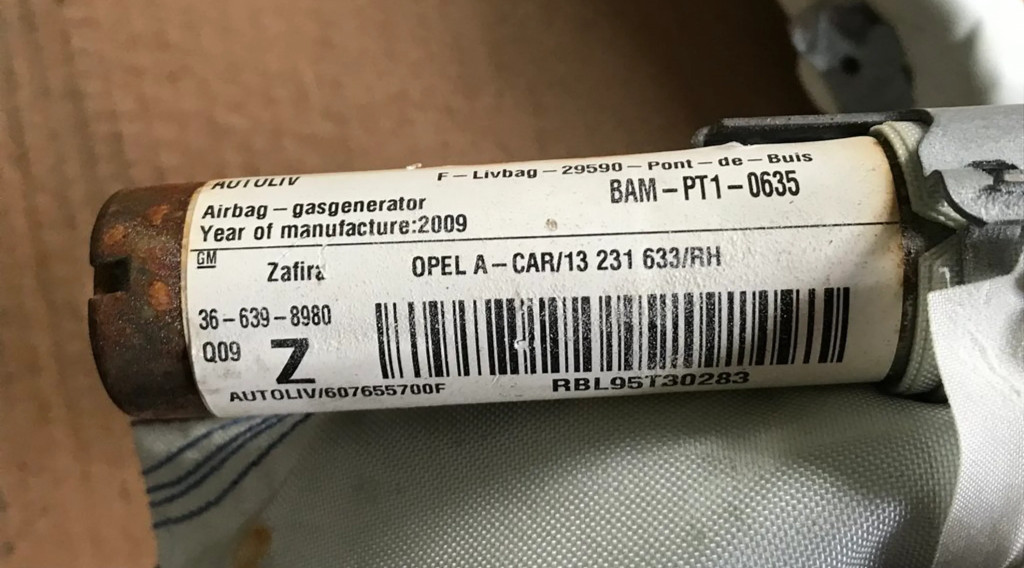 AUTOLIV
F-Livbag-29590-Pont-de-Buis
Airbag-gasgenerator
BAM-PT1-0635
Year of manufacture:2009
GM
Zafira
OPEL A-CAR/13 231 633/RH
36-639-8980
Q09
Z
AUTOLIV/607655700F
RBL95T30283